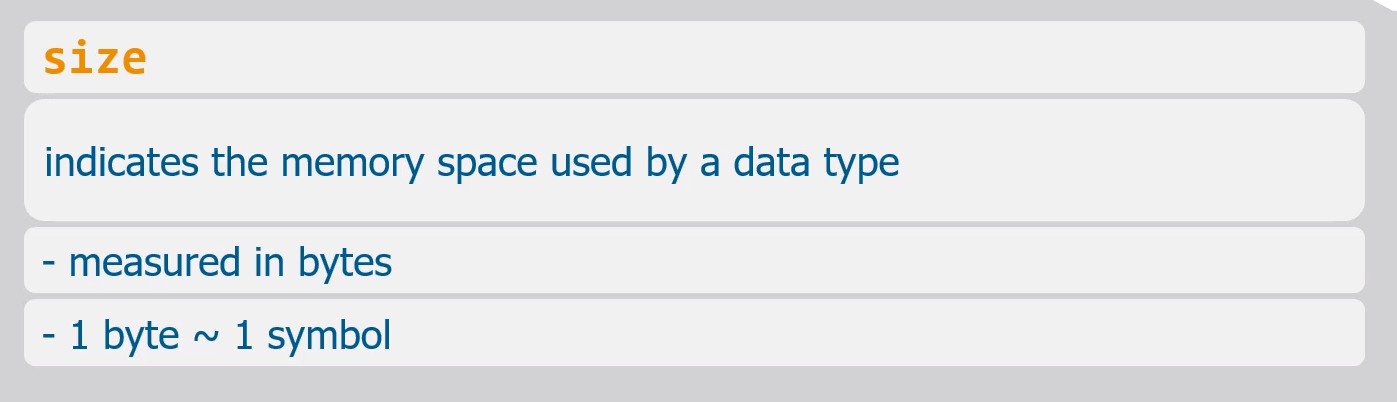 size
indicates the memory space used by a data type
- measured in bytes
- 1 byte ~ 1 symbol